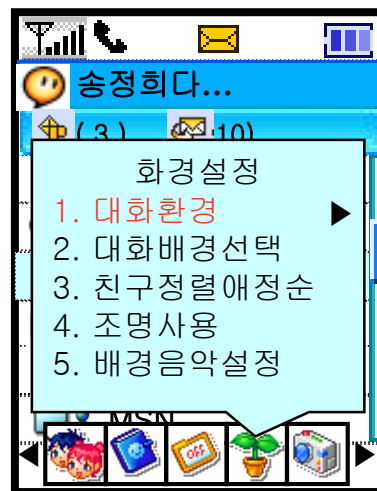 송정희다...
( 3 ) :10)
화경설정
1. 대화환경
2. 대화배경선택
3. 친구정렬애정순
4. 조명사용
5. 배경음악설정
MSN
OFF